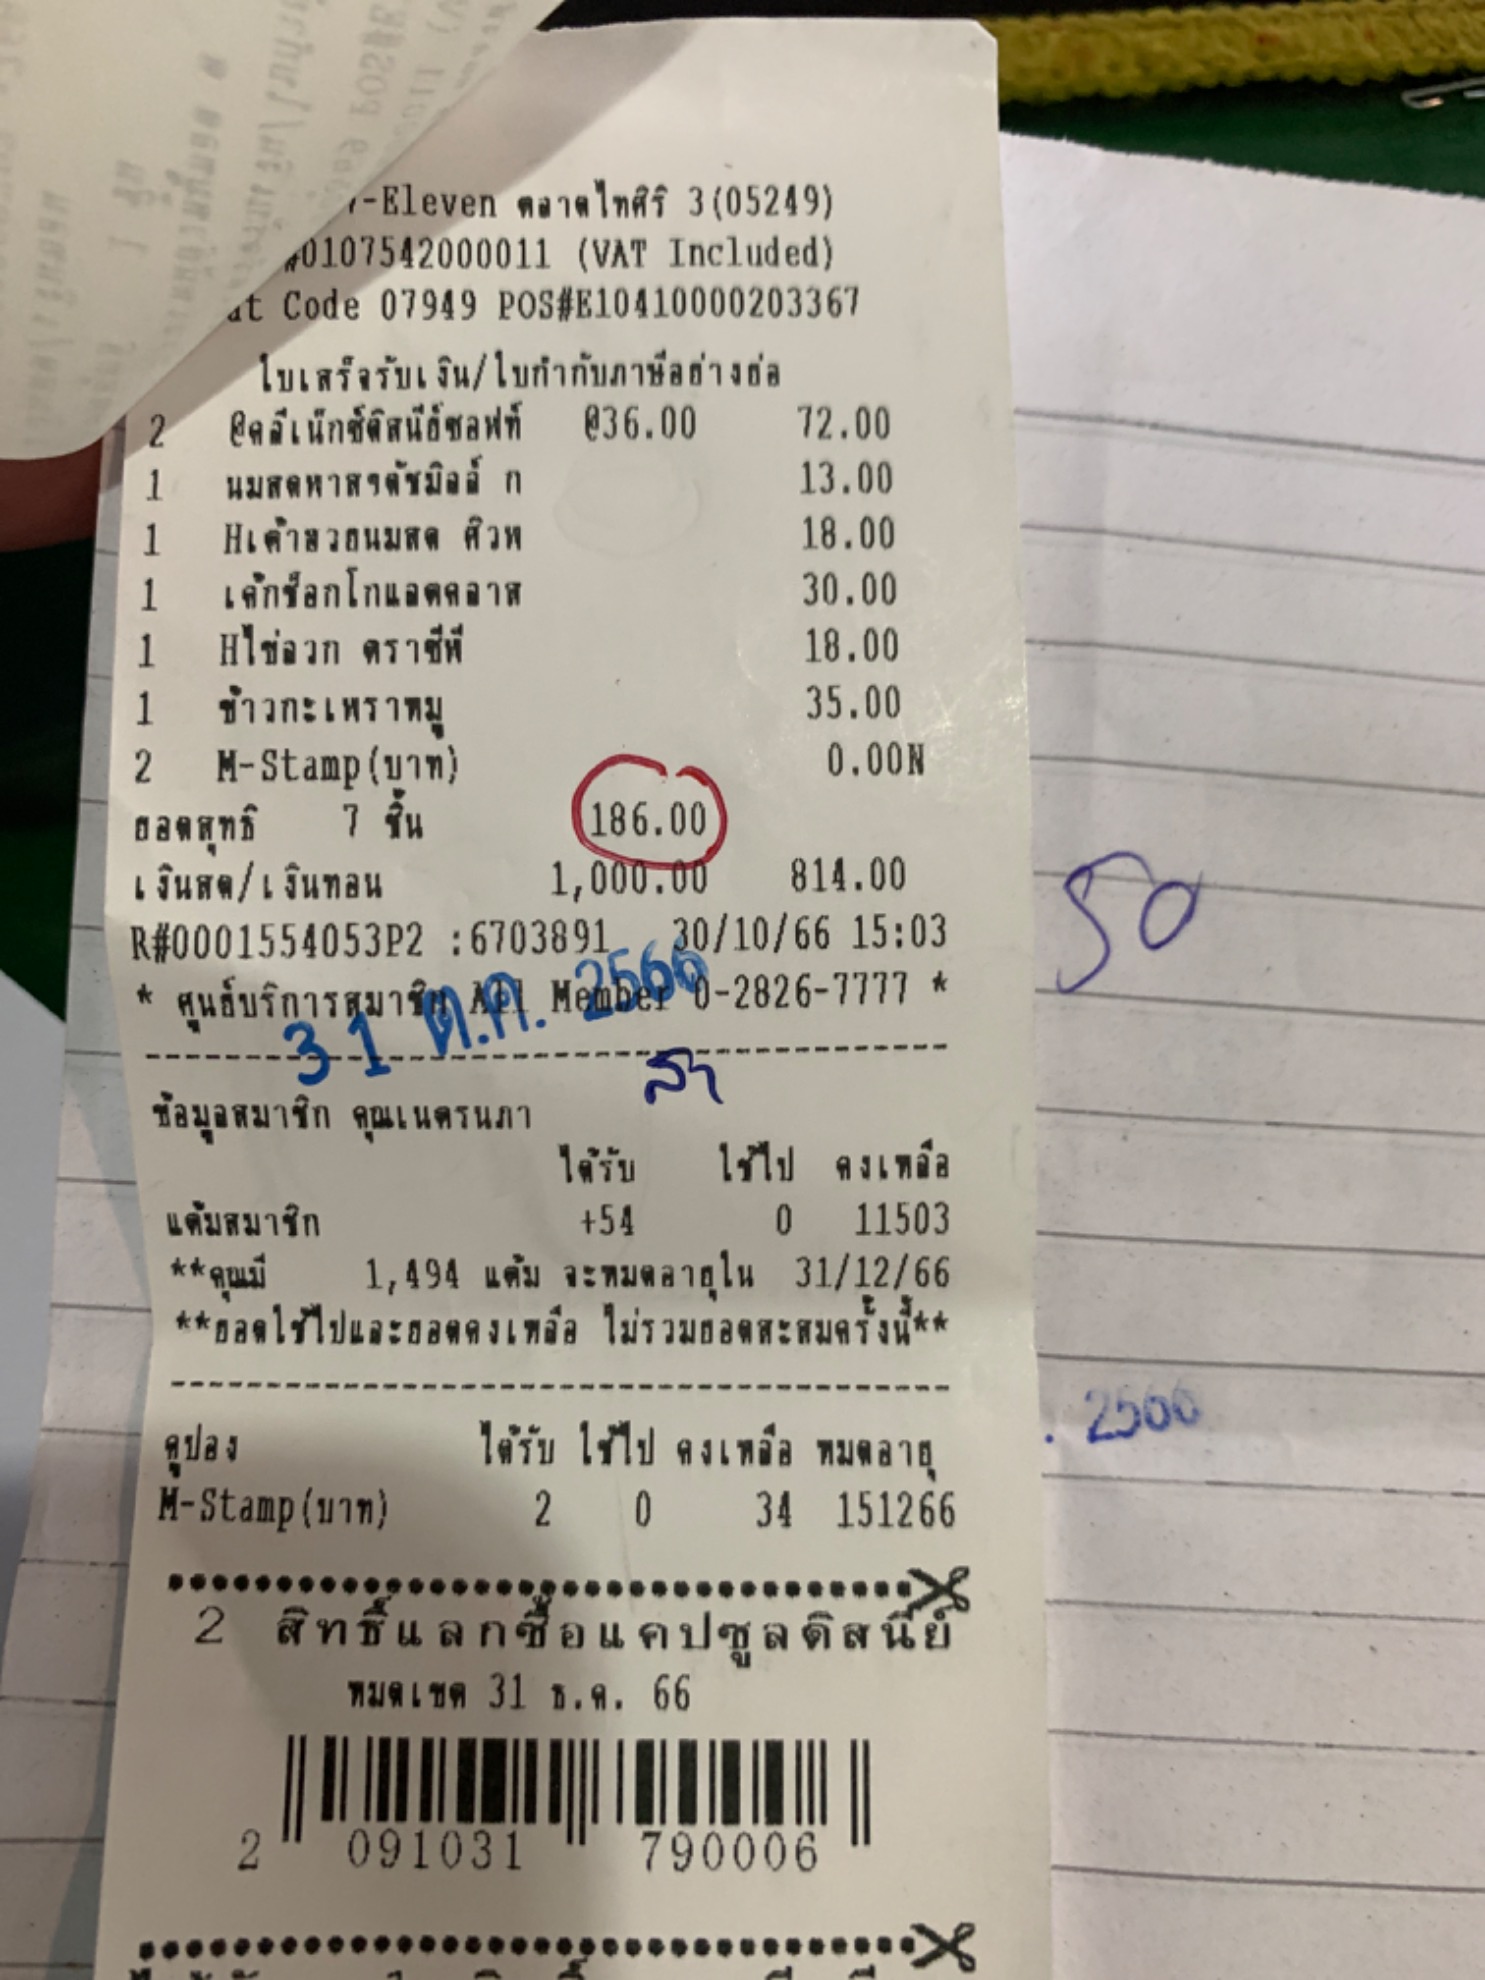 -Eleven ตลาดไทศิริ 3(05249)
#0107542000011 (VAT Included)
at Code 07949 POS#E10410000203367
ใบเสร็จรับเงิน/ใบกำกับภาษีอย่างย่อ
2 @คลีเน็กซ์ดิสนีย์ซอฟท์ @36.00 72.00
1 นมสดพาสฯดัชมิลล์ ก 13.00
1 Hเต้าฮวยนมสด ศิวพ 18.00
1 เค้กช็อกโกแลตคลาส 30.00
1 Hไข่ลวก ตราซีพี 18.00
1 ข้าวกะเพราหมู 35.00
2 M-Stamp(บาท) 0.00N
ยอดสุทธิ 7 ชิ้น 186.00
เงินสด/เงินทอน 1,000.00 814.00
50
R#0001554053P2 :6703891 30/10/66 15:03
* ศูนย์บริการสมาชิก All Member 0-2826-7777 *
31 ต.ค. 2566
ข้อมูลสมาชิก คุณเนตรนภา
ได้รับ ใช้ไป คงเหลือ
แต้มสมาชิก +54 0 11503
**คุณมี 1,494 แต้ม จะหมดอายุใน 31/12/66
**ยอดใช้ไปและยอดคงเหลือ ไม่รวมยอดสะสมครั้งนี้**
. 2566
คูปอง ได้รับ ใช้ไป คงเหลือ หมดอายุ
M-Stamp(บาท) 2 0 34 151266
2 สิทธิ์แลกซื้อแคปซูลดิสนีย์
หมดเขต 31 ธ.ค. 66
2 091031 790006